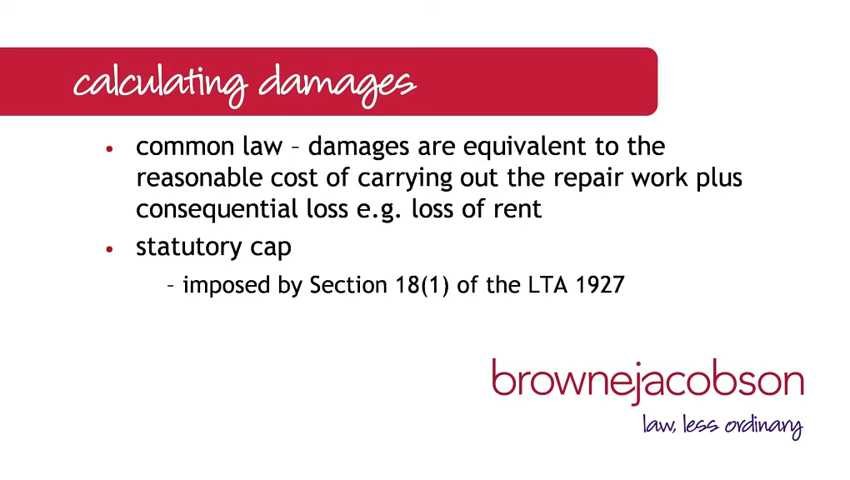 calculating damages
• common law – damages are equivalent to the
reasonable cost of carrying out the repair work plus
consequential loss e.g. loss of rent
• statutory cap
– imposed by Section 18(1) of the LTA 1927
brownejacobson
law, less ordinary